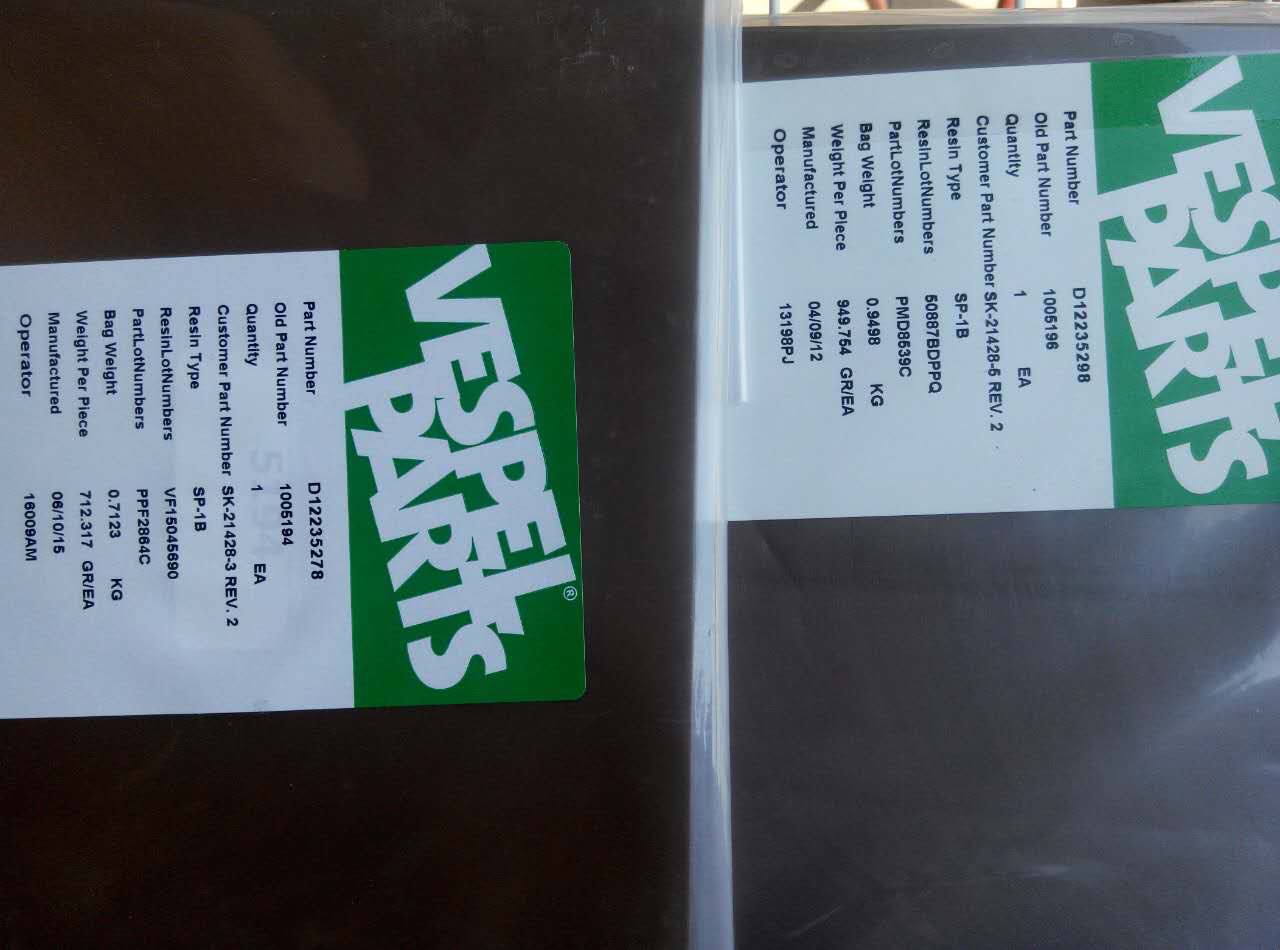 VESPEL®
PARTS
Part Number D12235278
Old Part Number 1005194
Quantity 1 EA
Customer Part Number SK-21428-3 REV. 2
Resin Type SP-1B
ResinLotNumbers VF15045690
PartLotNumbers PPF2864C
Bag Weight 0.7123 KG
Weight Per Piece 712.317 GR/EA
Manufactured 06/10/15
Operator 16009AM
VESPEL
PARTS
Part Number D12235298
Old Part Number 1005196
Quantity 1 EA
Customer Part Number SK-21428-5 REV. 2
Resin Type SP-1B
ResinLotNumbers 50887BDPPQ
PartLotNumbers PMD8639C
Bag Weight 0.9498 KG
Weight Per Piece 949.754 GR/EA
Manufactured 04/09/12
Operator 13198PJ